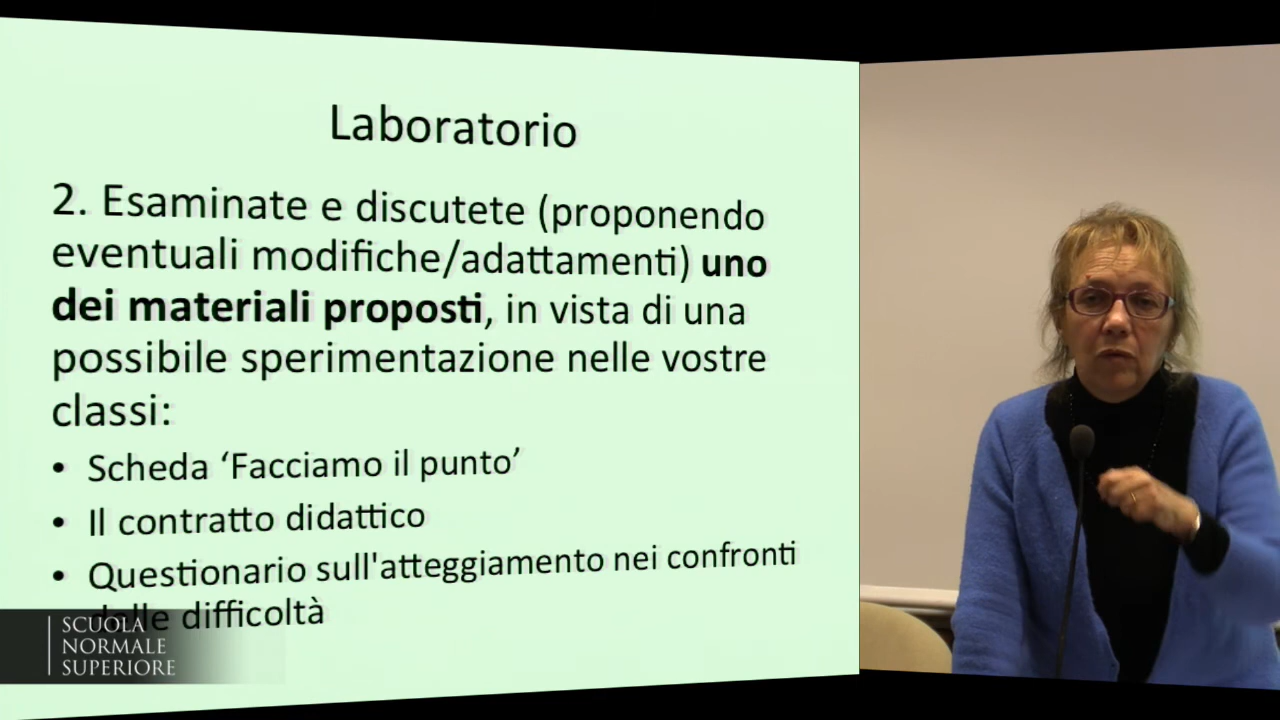 Laboratorio
2. Esaminate e discutete (proponendo
eventuali modifiche/adattamenti) uno
dei materiali proposti, in vista di una
possibile sperimentazione nelle vostre
classi:
• Scheda ‘Facciamo il punto’
• Il contratto didattico
• Questionario sull'atteggiamento nei confronti
delle difficoltà
SCUOLA
NORMALE
SUPERIORE